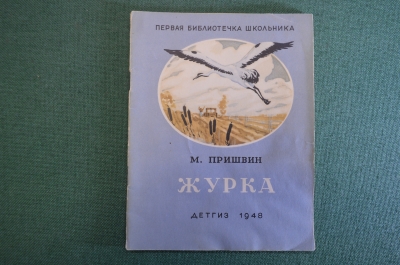 ПЕРВАЯ БИБЛИОТЕЧКА ШКОЛЬНИКА
М. ПРИШВИН
ЖУРКА
ДЕТГИЗ 1948